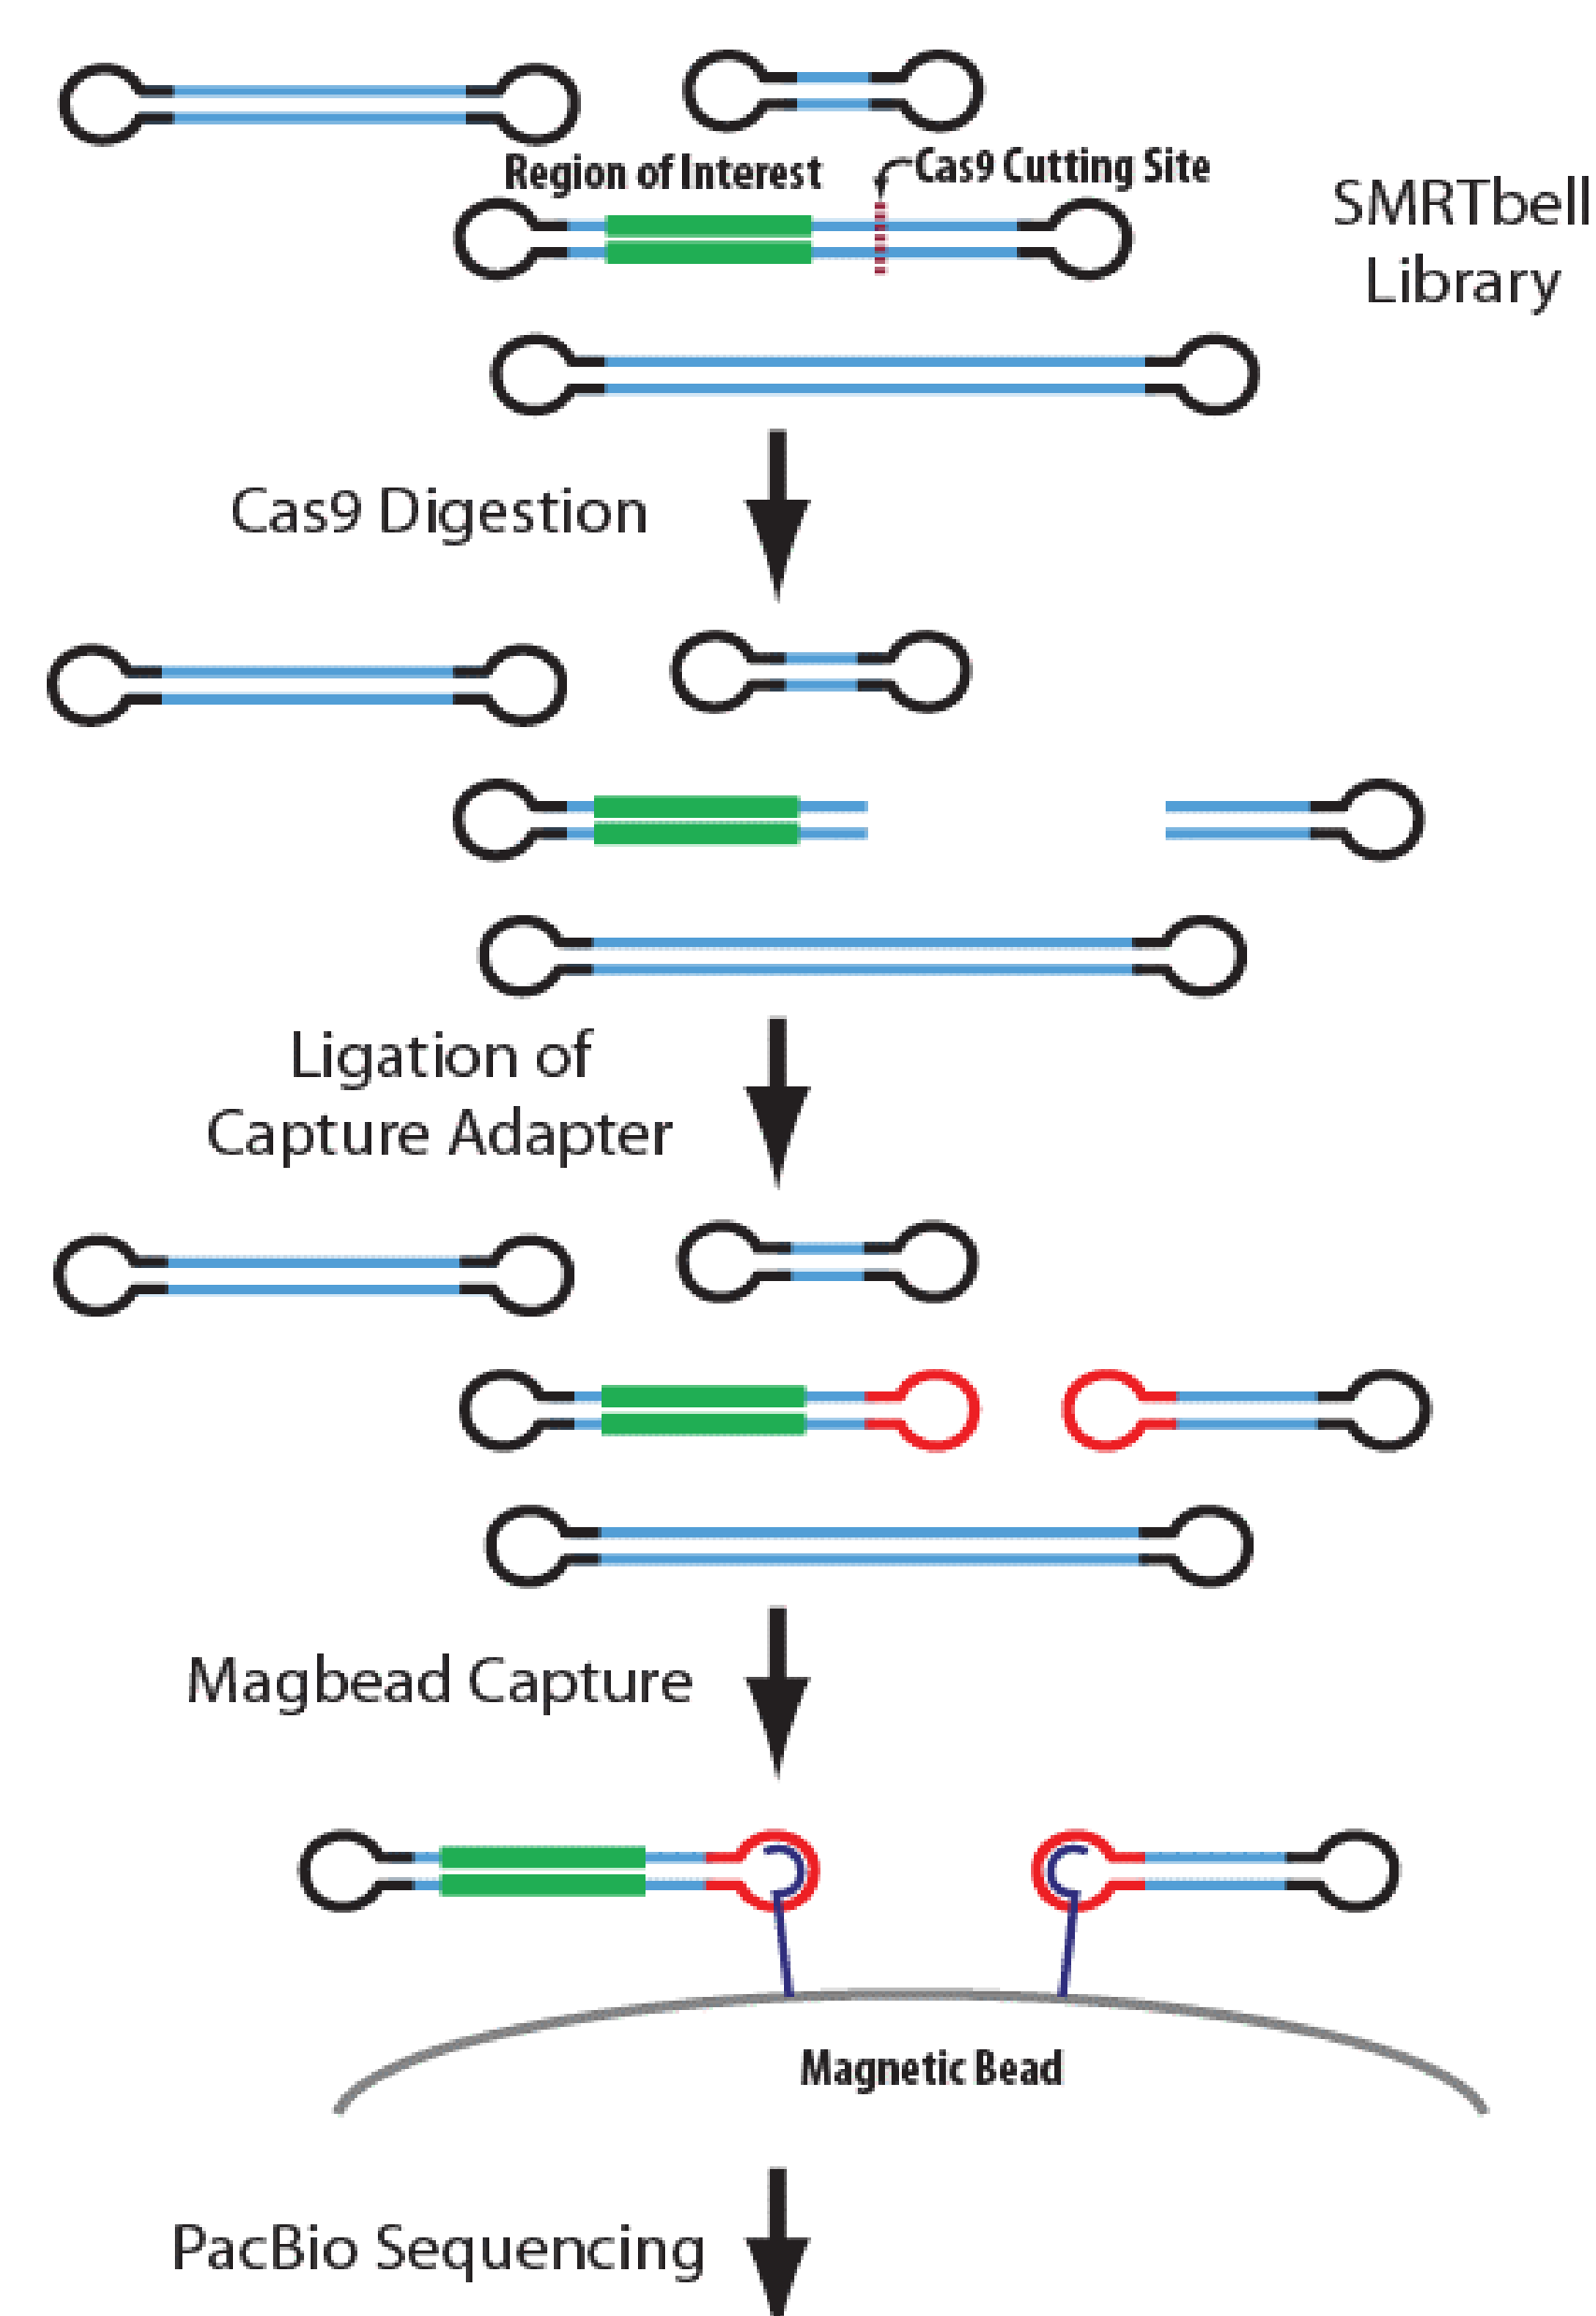 Region of Interest
Cas9 Cutting Site
SMRTbell
Library
Cas9 Digestion
Ligation of
Capture Adapter
Magbead Capture
Magnetic Bead
PacBio Sequencing